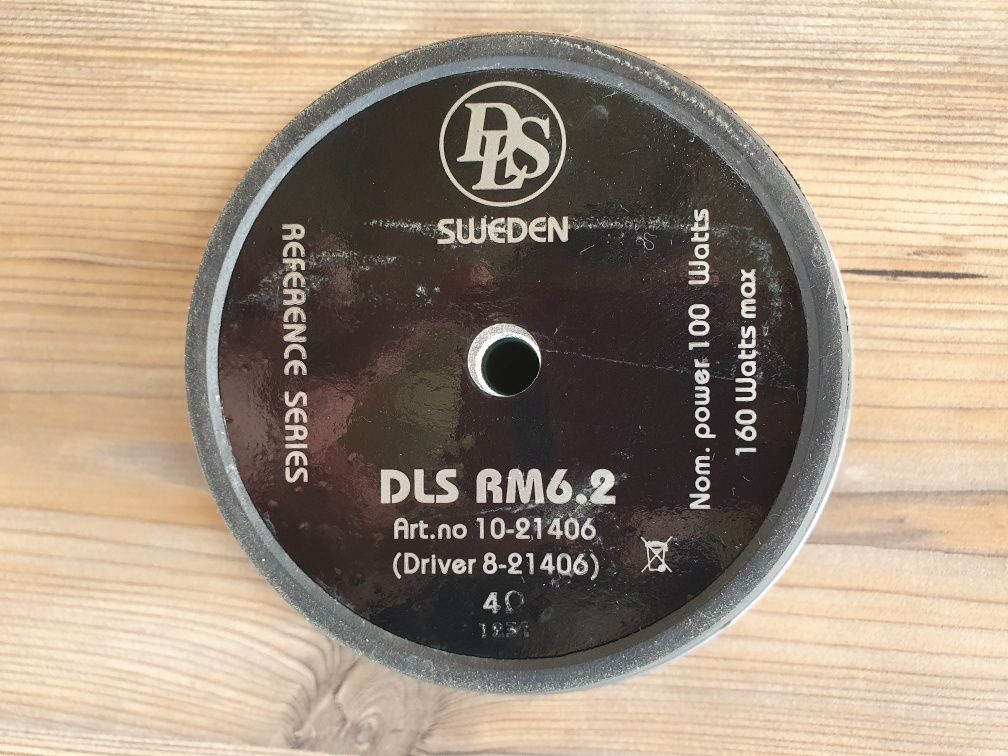 DLS
SWEDEN
REFERENCE SERIES
Nom. power 100 Watts
160 Watts max
DLS RM6.2
Art.no 10-21406
(Driver 8-21406)
4Ω